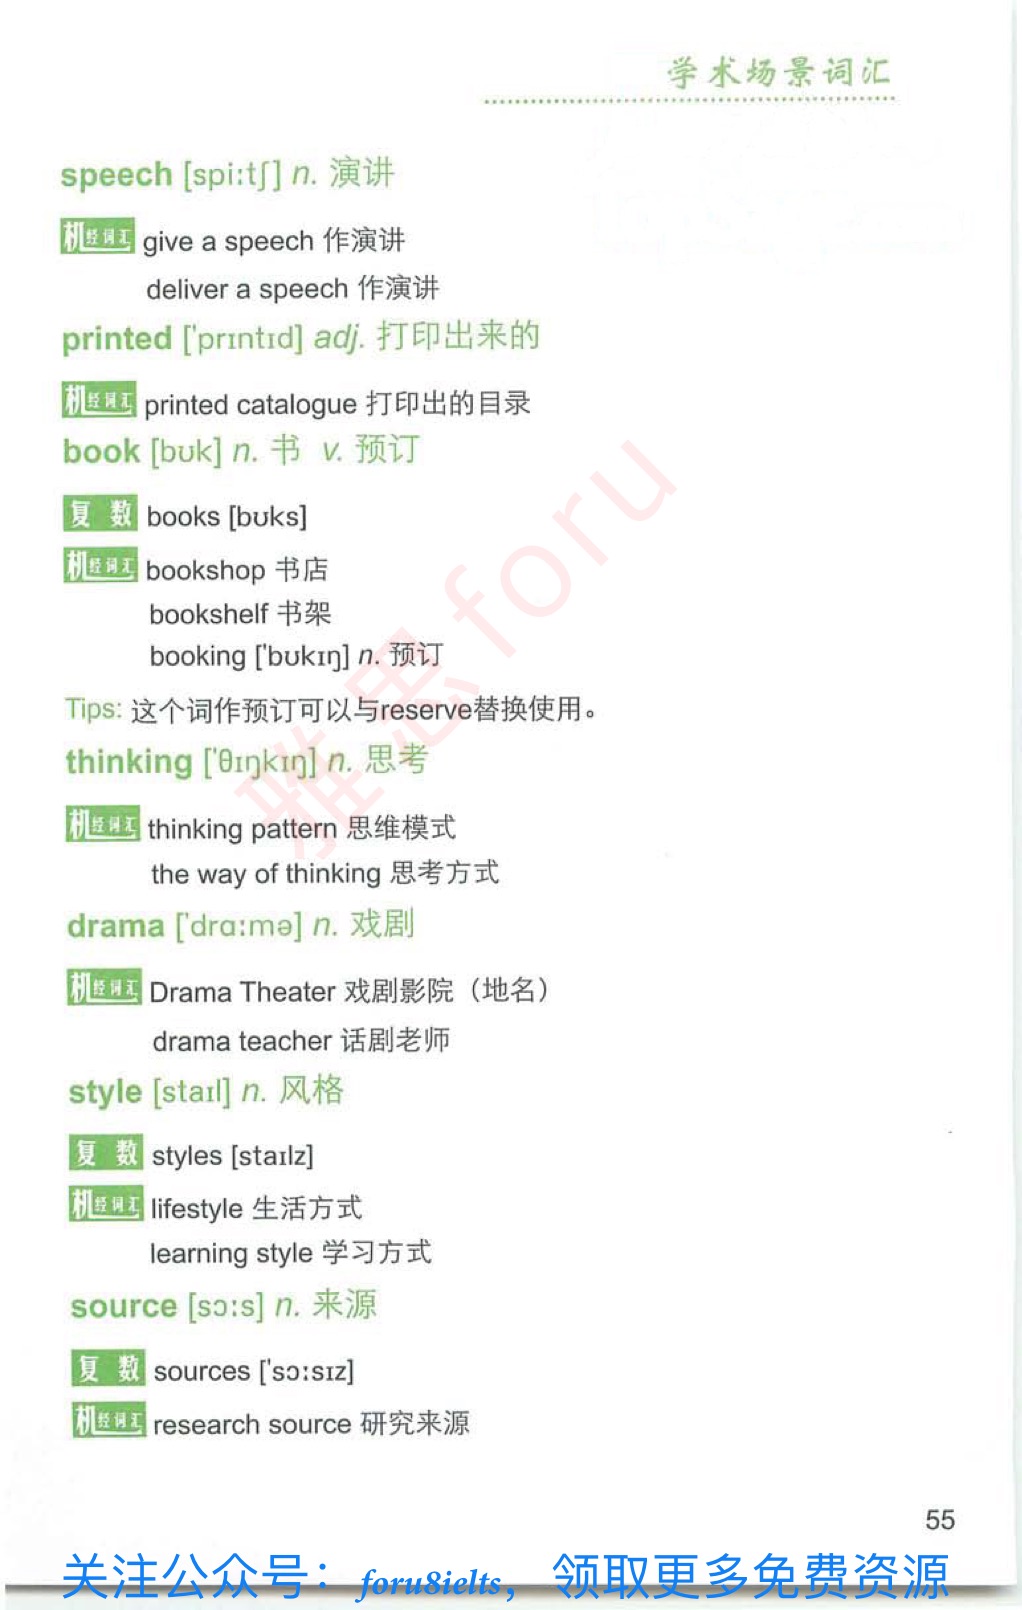 学术场景词汇
speech [spiːtʃ] n. 演讲
机经词汇 give a speech 作演讲
deliver a speech 作演讲
printed ['prɪntɪd] adj. 打印出来的
机经词汇 printed catalogue 打印出的目录
book [bʊk] n. 书 v. 预订
复数 books [bʊks]
机经词汇 bookshop 书店
bookshelf 书架
booking ['bʊkɪŋ] n. 预订
Tips: 这个词作预订可以与reserve替换使用。
thinking ['θɪŋkɪŋ] n. 思考
机经词汇 thinking pattern 思维模式
the way of thinking 思考方式
drama ['drɑːmə] n. 戏剧
机经词汇 Drama Theater 戏剧影院（地名）
drama teacher 话剧老师
style [staɪl] n. 风格
复数 styles [staɪlz]
机经词汇 lifestyle 生活方式
learning style 学习方式
source [sɔːs] n. 来源
复数 sources ['sɔːsɪz]
机经词汇 research source 研究来源
55
关注公众号：foru8ielts，领取更多免费资源
雅思foru